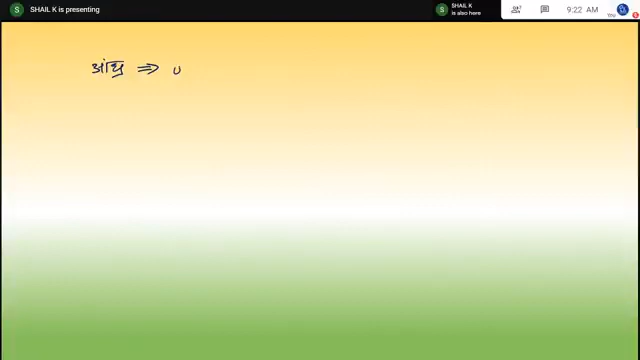 SHAIL K is presenting
SHAIL K
is also here
9:22 AM
You
⇒